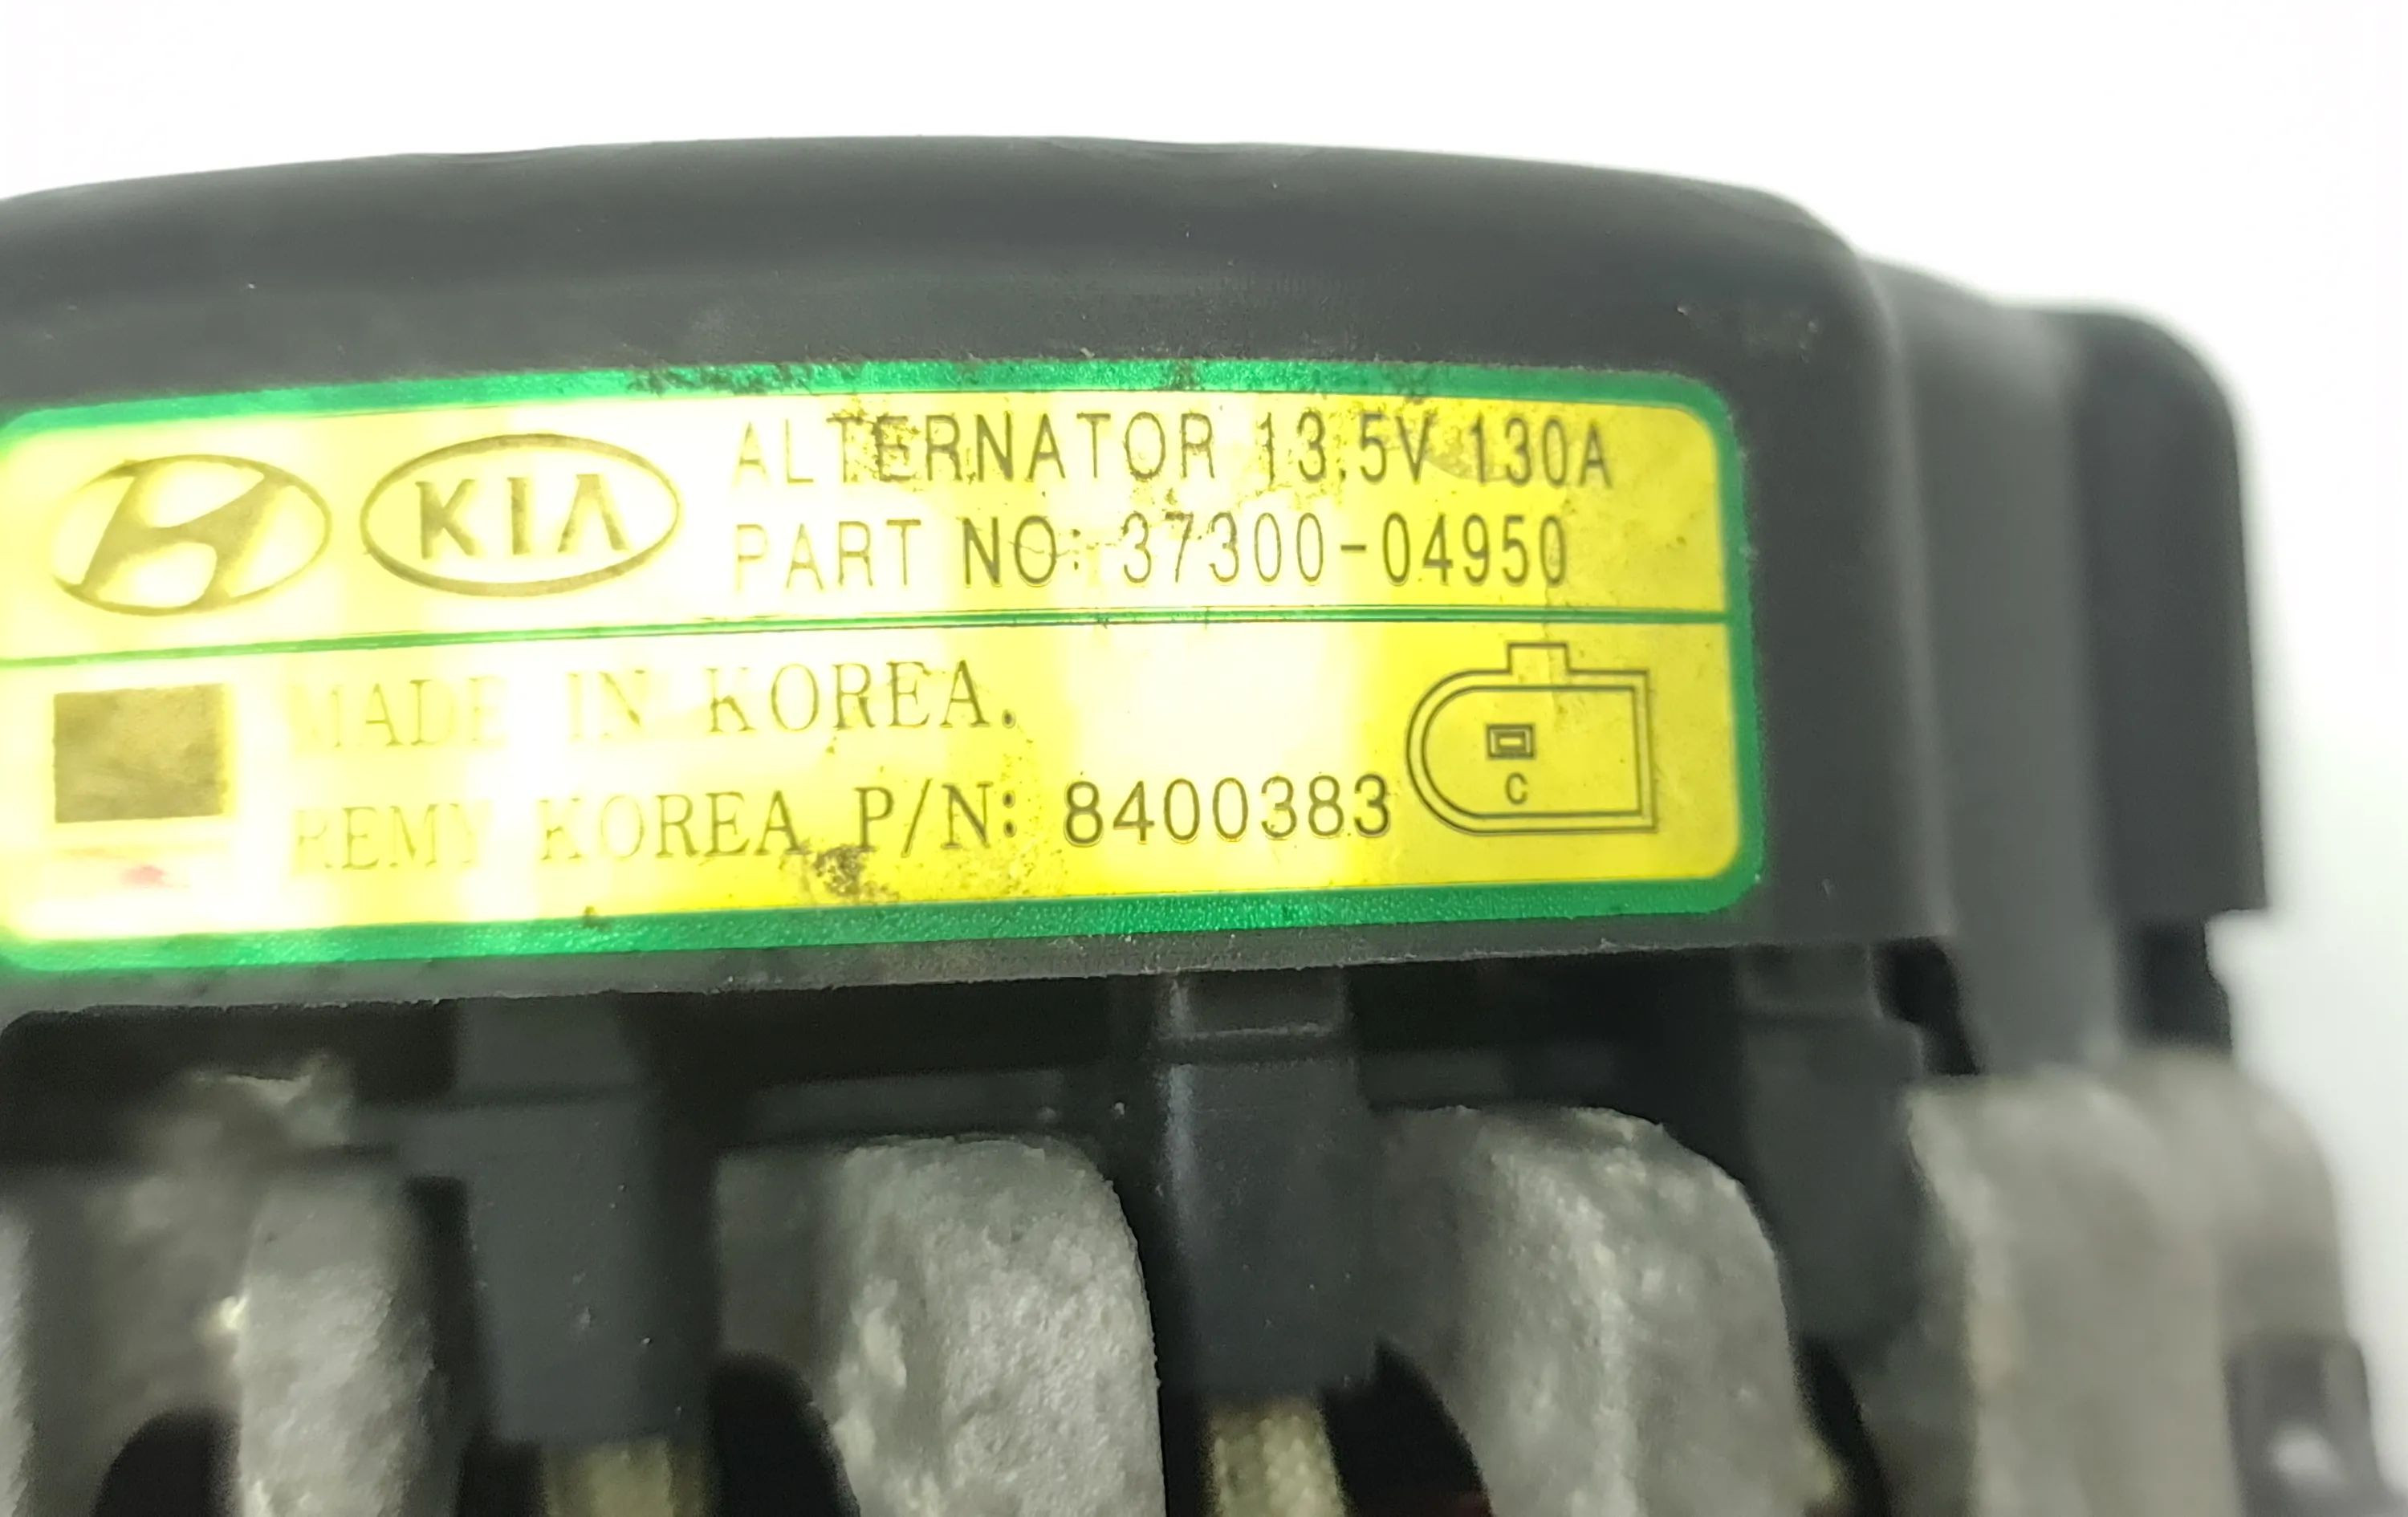 KIA
ALTERNATOR 13.5V 130A
PART NO: 37300-04950
MADE IN KOREA.
REMY KOREA P/N: 8400383
C